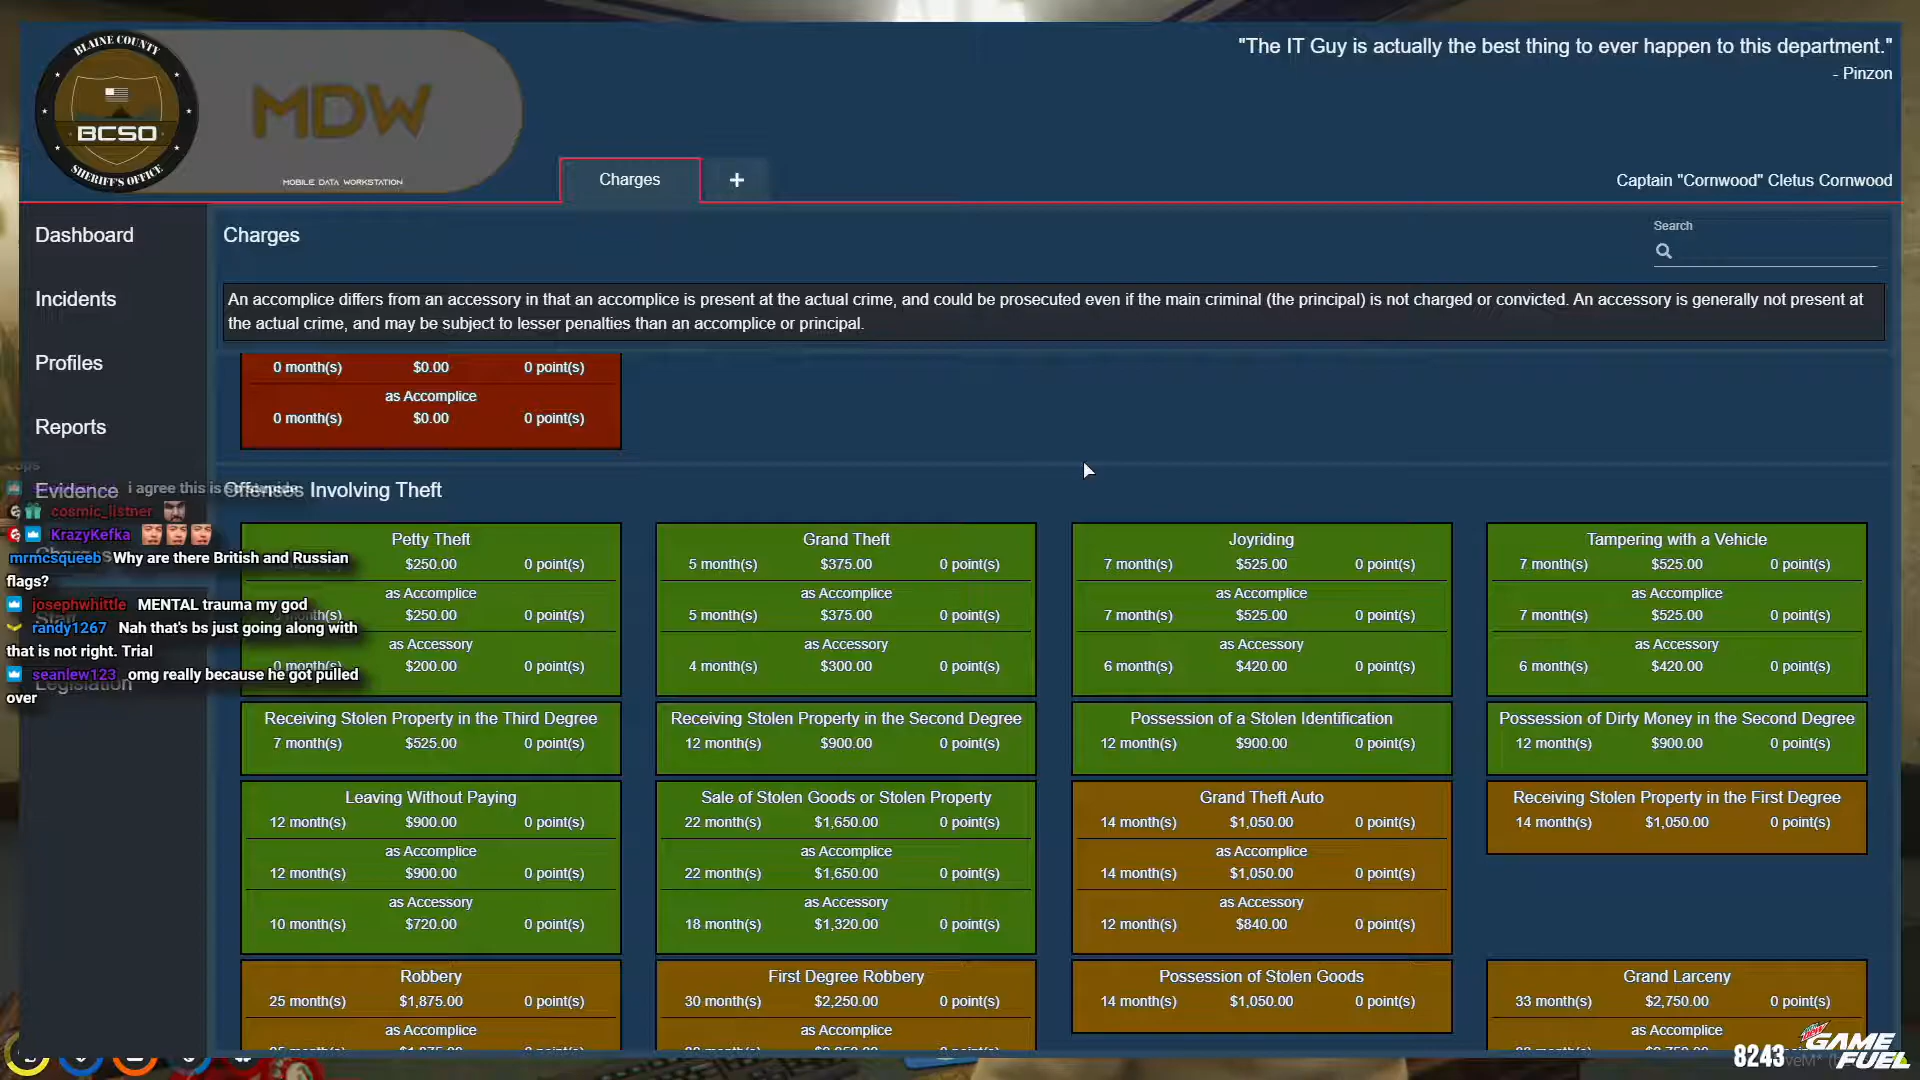 BLAINE COUNTY
BCSO
SHERIFF'S OFFICE
MDW
MOBILE DATA WORKSTATION
"The IT Guy is actually the best thing to ever happen to this department."
- Pinzon
Charges
+
Captain "Cornwood" Cletus Cornwood
Dashboard
Incidents
Profiles
Reports
Evidence
Legislation
Charges
Search
An accomplice differs from an accessory in that an accomplice is present at the actual crime, and could be prosecuted even if the main criminal (the principal) is not charged or convicted. An accessory is generally not present at
the actual crime, and may be subject to lesser penalties than an accomplice or principal.
0 month(s) $0.00 0 point(s)
as Accomplice
0 month(s) $0.00 0 point(s)
Offenses Involving Theft
Petty Theft
$250.00 0 point(s)
as Accomplice
$250.00 0 point(s)
as Accessory
0 month(s) $200.00 0 point(s)
Grand Theft
5 month(s) $375.00 0 point(s)
as Accomplice
5 month(s) $375.00 0 point(s)
as Accessory
4 month(s) $300.00 0 point(s)
Joyriding
7 month(s) $525.00 0 point(s)
as Accomplice
7 month(s) $525.00 0 point(s)
as Accessory
6 month(s) $420.00 0 point(s)
Tampering with a Vehicle
7 month(s) $525.00 0 point(s)
as Accomplice
7 month(s) $525.00 0 point(s)
as Accessory
6 month(s) $420.00 0 point(s)
Receiving Stolen Property in the Third Degree
7 month(s) $525.00 0 point(s)
Receiving Stolen Property in the Second Degree
12 month(s) $900.00 0 point(s)
Possession of a Stolen Identification
12 month(s) $900.00 0 point(s)
Possession of Dirty Money in the Second Degree
12 month(s) $900.00 0 point(s)
Leaving Without Paying
12 month(s) $900.00 0 point(s)
as Accomplice
12 month(s) $900.00 0 point(s)
as Accessory
10 month(s) $720.00 0 point(s)
Sale of Stolen Goods or Stolen Property
22 month(s) $1,650.00 0 point(s)
as Accomplice
22 month(s) $1,650.00 0 point(s)
as Accessory
18 month(s) $1,320.00 0 point(s)
Grand Theft Auto
14 month(s) $1,050.00 0 point(s)
as Accomplice
14 month(s) $1,050.00 0 point(s)
as Accessory
12 month(s) $840.00 0 point(s)
Receiving Stolen Property in the First Degree
14 month(s) $1,050.00 0 point(s)
Robbery
25 month(s) $1,875.00 0 point(s)
as Accomplice
First Degree Robbery
30 month(s) $2,250.00 0 point(s)
as Accomplice
Possession of Stolen Goods
14 month(s) $1,050.00 0 point(s)
Grand Larceny
33 month(s) $2,750.00 0 point(s)
as Accomplice
cops
i agree this is so
cosmic_listner
KrazyKefka
mrmcsqueeb Why are there British and Russian
flags?
josephwhittle MENTAL trauma my god
randy1267 Nah that's bs just going along with
that is not right. Trial
seanlew123 omg really because he got pulled
over
8243
GAME
FUEL